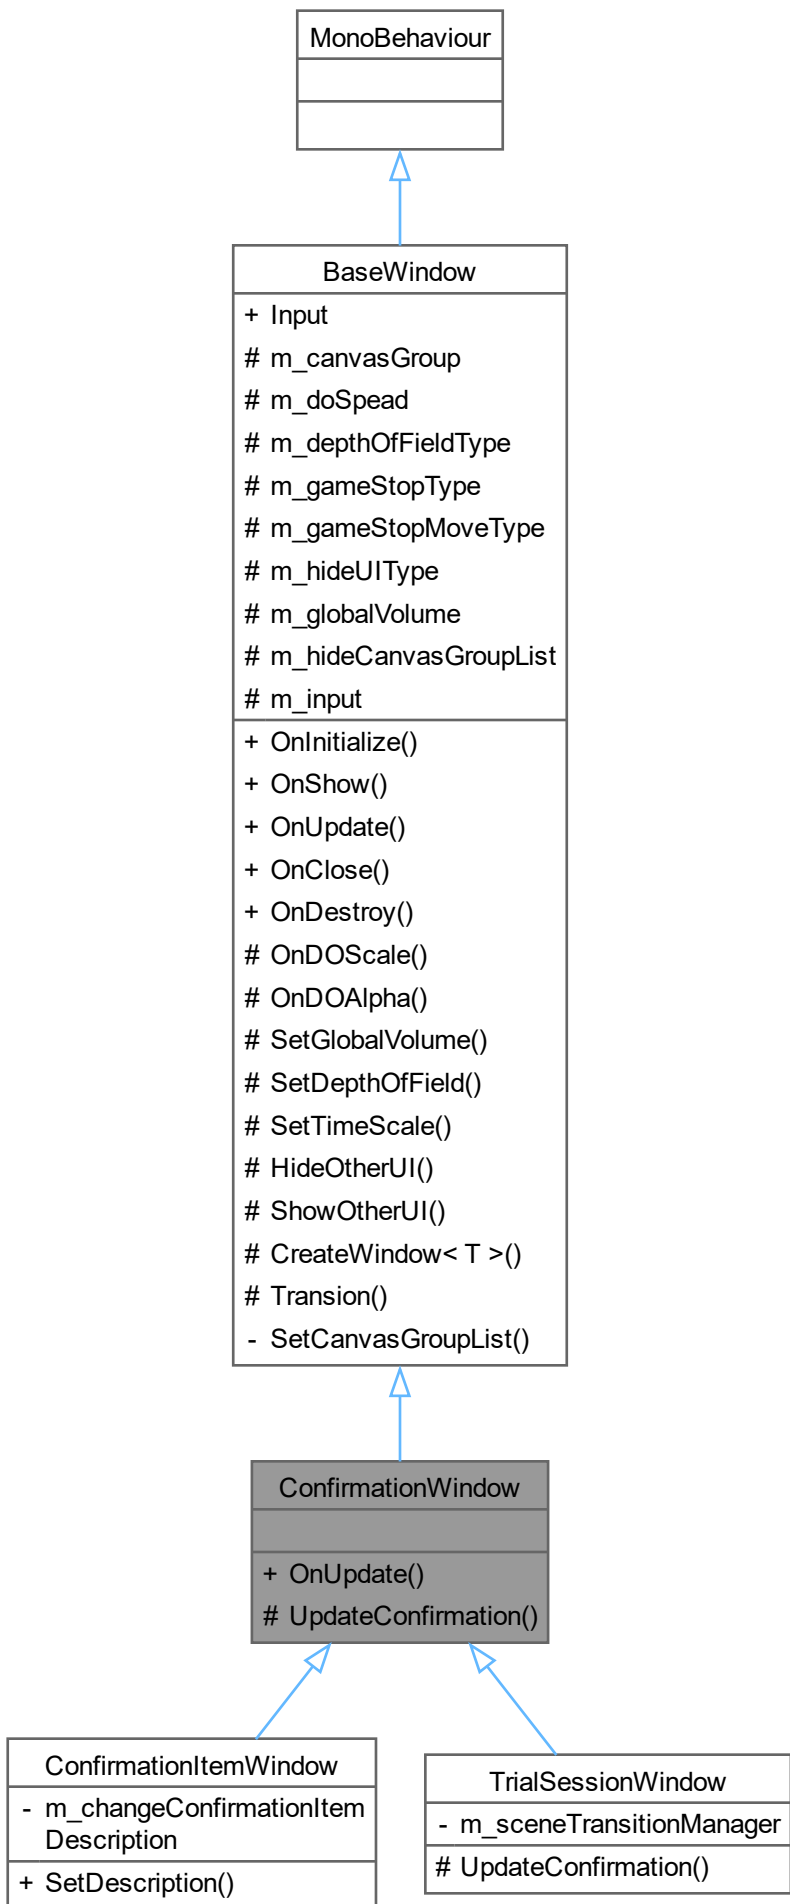 MonoBehaviour
BaseWindow
+ Input
# m_canvasGroup
# m_doSpead
# m_depthOfFieldType
# m_gameStopType
# m_gameStopMoveType
# m_hideUIType
# m_globalVolume
# m_hideCanvasGroupList
# m_input
+ OnInitialize()
+ OnShow()
+ OnUpdate()
+ OnClose()
+ OnDestroy()
# OnDOScale()
# OnDOAlpha()
# SetGlobalVolume()
# SetDepthOfField()
# SetTimeScale()
# HideOtherUI()
# ShowOtherUI()
# CreateWindow< T >()
# Transion()
- SetCanvasGroupList()
ConfirmationWindow
+ OnUpdate()
# UpdateConfirmation()
ConfirmationItemWindow
- m_changeConfirmationItem
Description
+ SetDescription()
TrialSessionWindow
- m_sceneTransitionManager
# UpdateConfirmation()